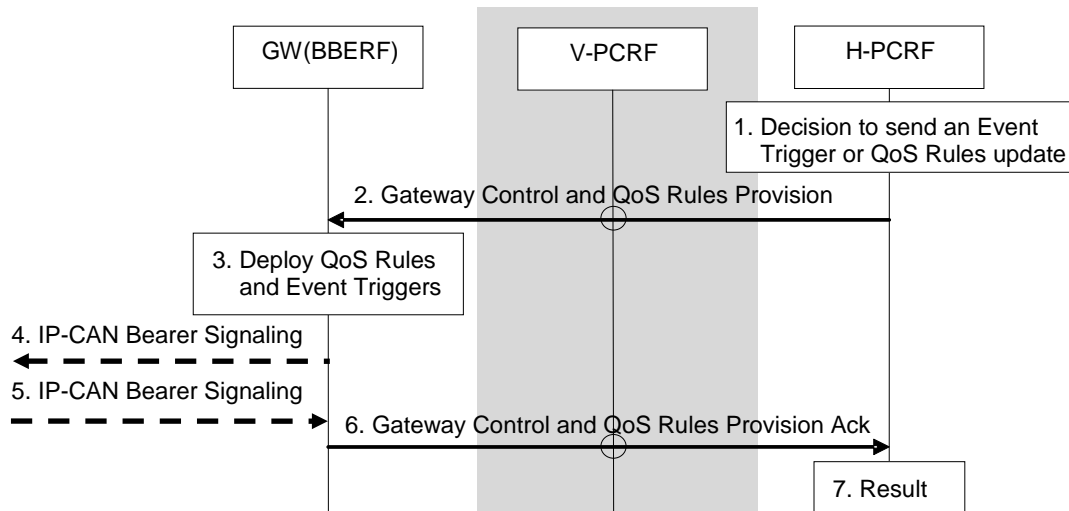 GW(BBERF)
V-PCRF
H-PCRF
1. Decision to send an Event
Trigger or QoS Rules update
2. Gateway Control and QoS Rules Provision
3. Deploy QoS Rules
and Event Triggers
4. IP-CAN Bearer Signaling
5. IP-CAN Bearer Signaling
6. Gateway Control and QoS Rules Provision Ack
7. Result